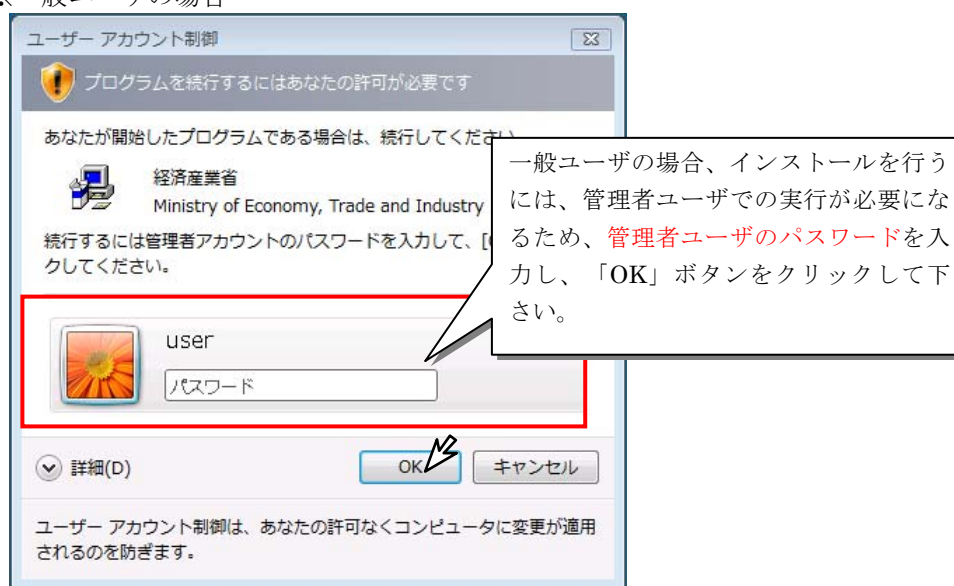 一般ユーザの場合
ユーザー アカウント制御
プログラムを続行するにはあなたの許可が必要です
あなたが開始したプログラムである場合は、続行してくださ
経済産業省
Ministry of Economy, Trade and Industry
続行するには管理者アカウントのパスワードを入力して、[
クしてください。
一般ユーザの場合、インストールを行う
には、管理者ユーザでの実行が必要にな
るため、管理者ユーザのパスワードを入
力し、「OK」ボタンをクリックして下
さい。
user
パスワード
詳細(D)
OK
キャンセル
ユーザー アカウント制御は、あなたの許可なくコンピュータに変更が適用
されるのを防ぎます。